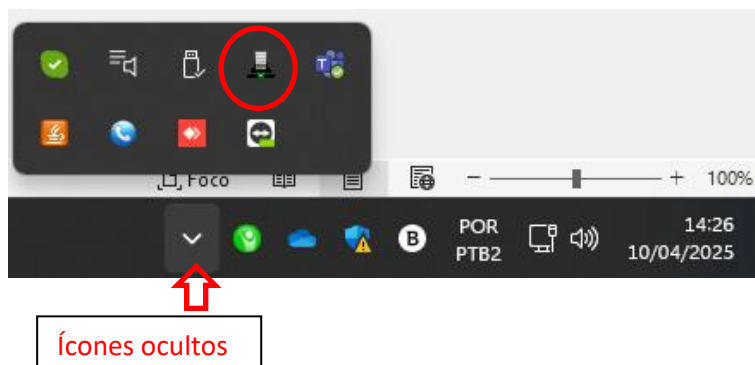 Foco
100%
B
POR
PTB2
14:26
10/04/2025
Ícones ocultos